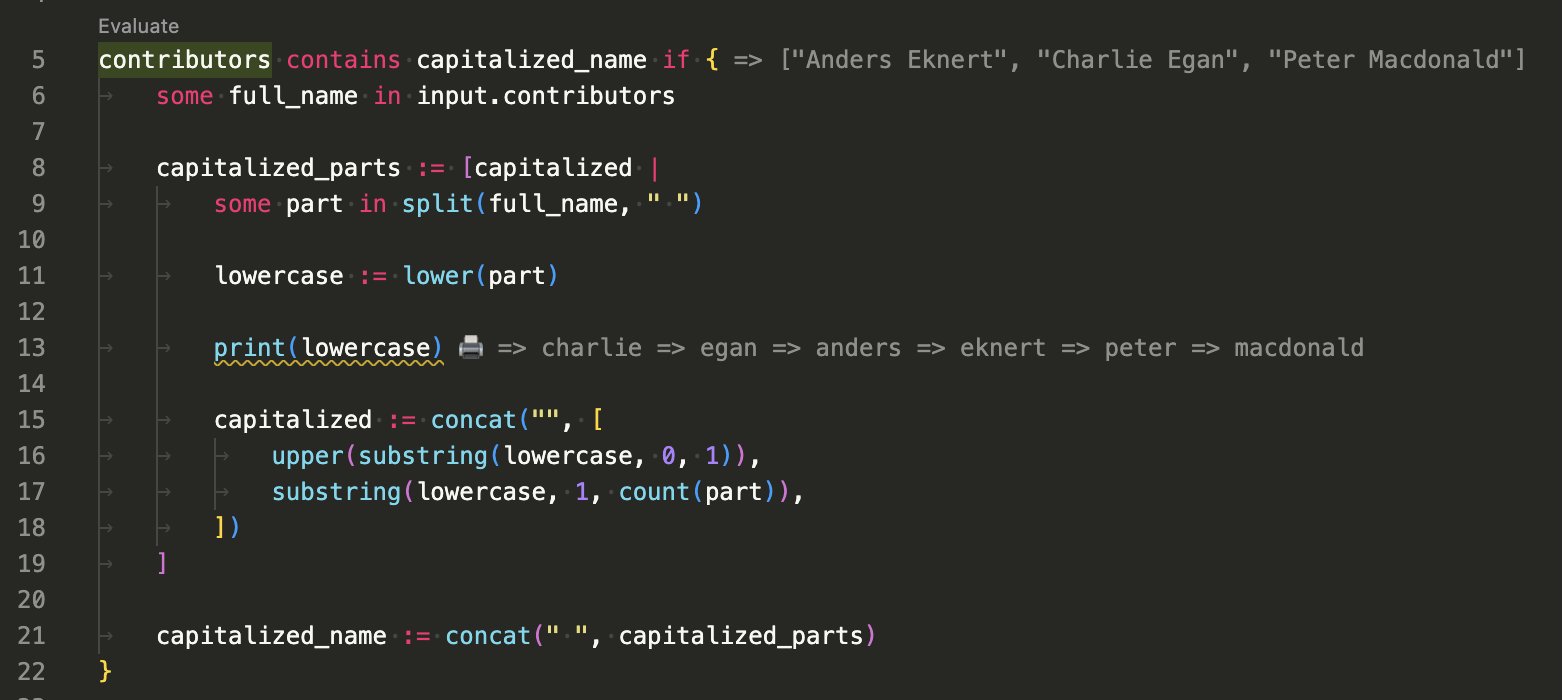 Evaluate
5 contributors contains capitalized_name if { => ["Anders Eknert", "Charlie Egan", "Peter Macdonald"]
6 some full_name in input.contributors
7
8 capitalized_parts := [capitalized |
9 some part in split(full_name, " ")
10
11 lowercase := lower(part)
12
13 print(lowercase) 🖨️ => charlie => egan => anders => eknert => peter => macdonald
14
15 capitalized := concat("", [
16 upper(substring(lowercase, 0, 1)),
17 substring(lowercase, 1, count(part)),
18 ])
19 ]
20
21 capitalized_name := concat(" ", capitalized_parts)
22 }